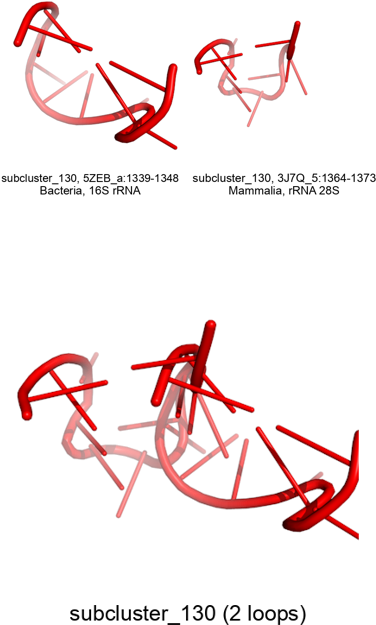 subcluster_130, 5ZEB_a:1339-1348
Bacteria, 16S rRNA
subcluster_130, 3J7Q_5:1364-1373
Mammalia, rRNA 28S
subcluster_130 (2 loops)